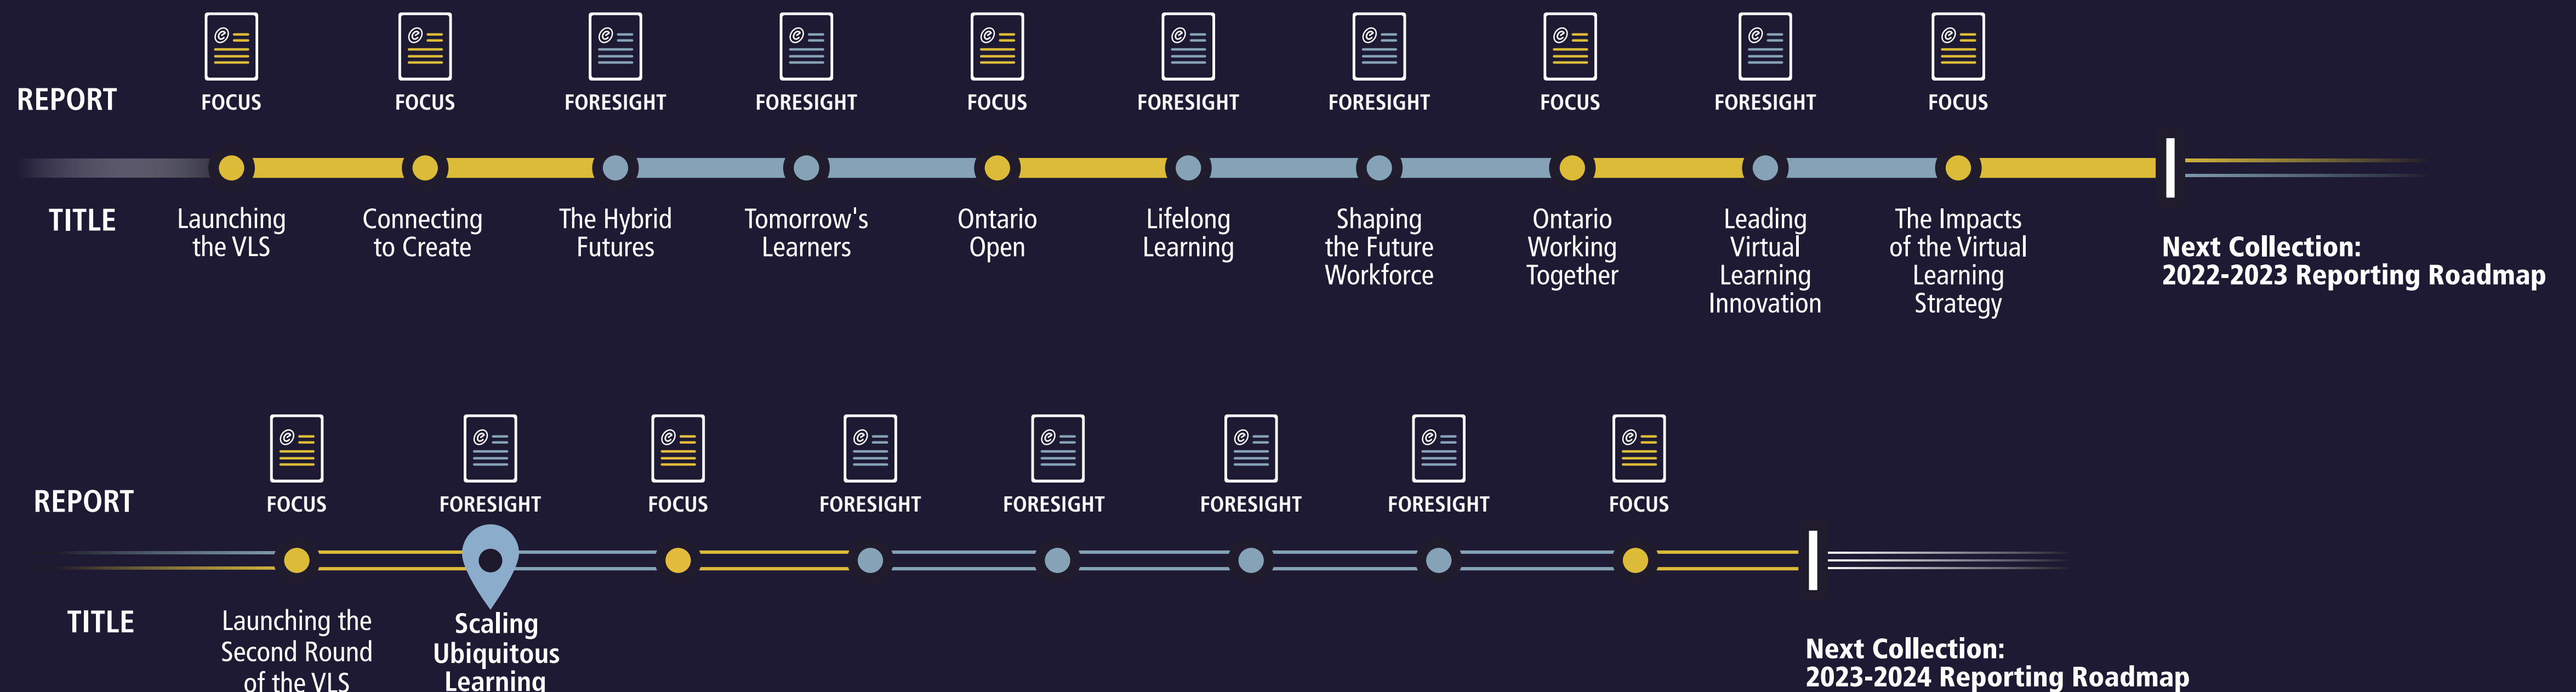 REPORT
FOCUS
FOCUS
FORESIGHT
FORESIGHT
FOCUS
FORESIGHT
FORESIGHT
FOCUS
FORESIGHT
FOCUS
TITLE
Launching
the VLS
Connecting
to Create
The Hybrid
Futures
Tomorrow's
Learners
Ontario
Open
Lifelong
Learning
Shaping
the Future
Workforce
Ontario
Working
Together
Leading
Virtual
Learning
Innovation
The Impacts
of the Virtual
Learning
Strategy
Next Collection:
2022-2023 Reporting Roadmap
REPORT
FOCUS
FORESIGHT
FOCUS
FORESIGHT
FORESIGHT
FORESIGHT
FORESIGHT
FOCUS
TITLE
Launching the
Second Round
of the VLS
Scaling
Ubiquitous
Learning
Next Collection:
2023-2024 Reporting Roadmap